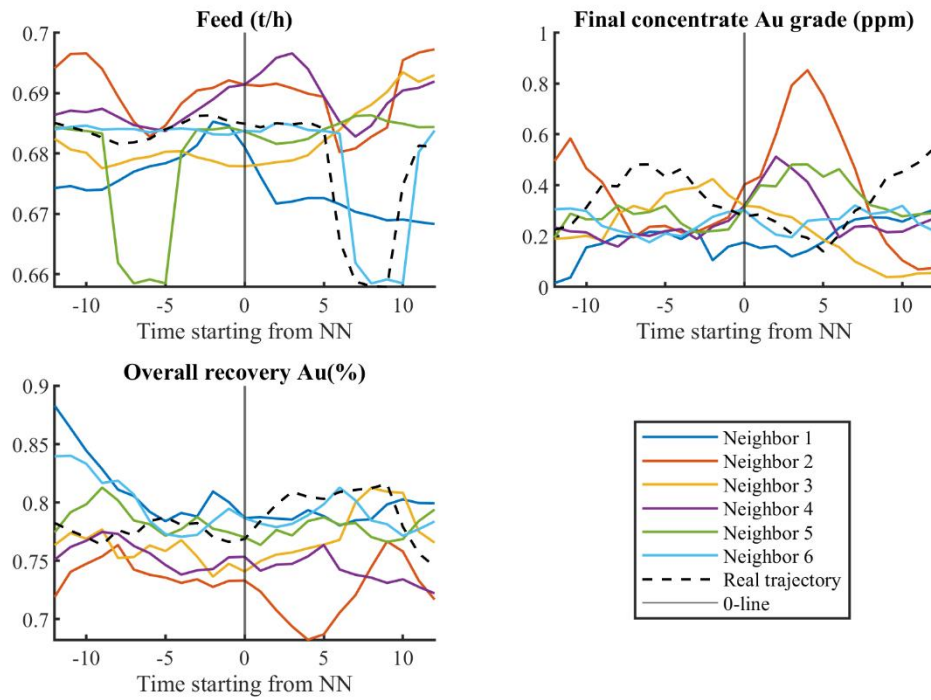 Feed (t/h)
0.7
0.69
0.68
0.67
0.66
-10 -5 0 5 10
Time starting from NN
Final concentrate Au grade (ppm)
1
0.8
0.6
0.4
0.2
0
-10 -5 0 5 10
Time starting from NN
Overall recovery Au(%)
0.9
0.85
0.8
0.75
0.7
-10 -5 0 5 10
Time starting from NN
Neighbor 1
Neighbor 2
Neighbor 3
Neighbor 4
Neighbor 5
Neighbor 6
Real trajectory
0-line